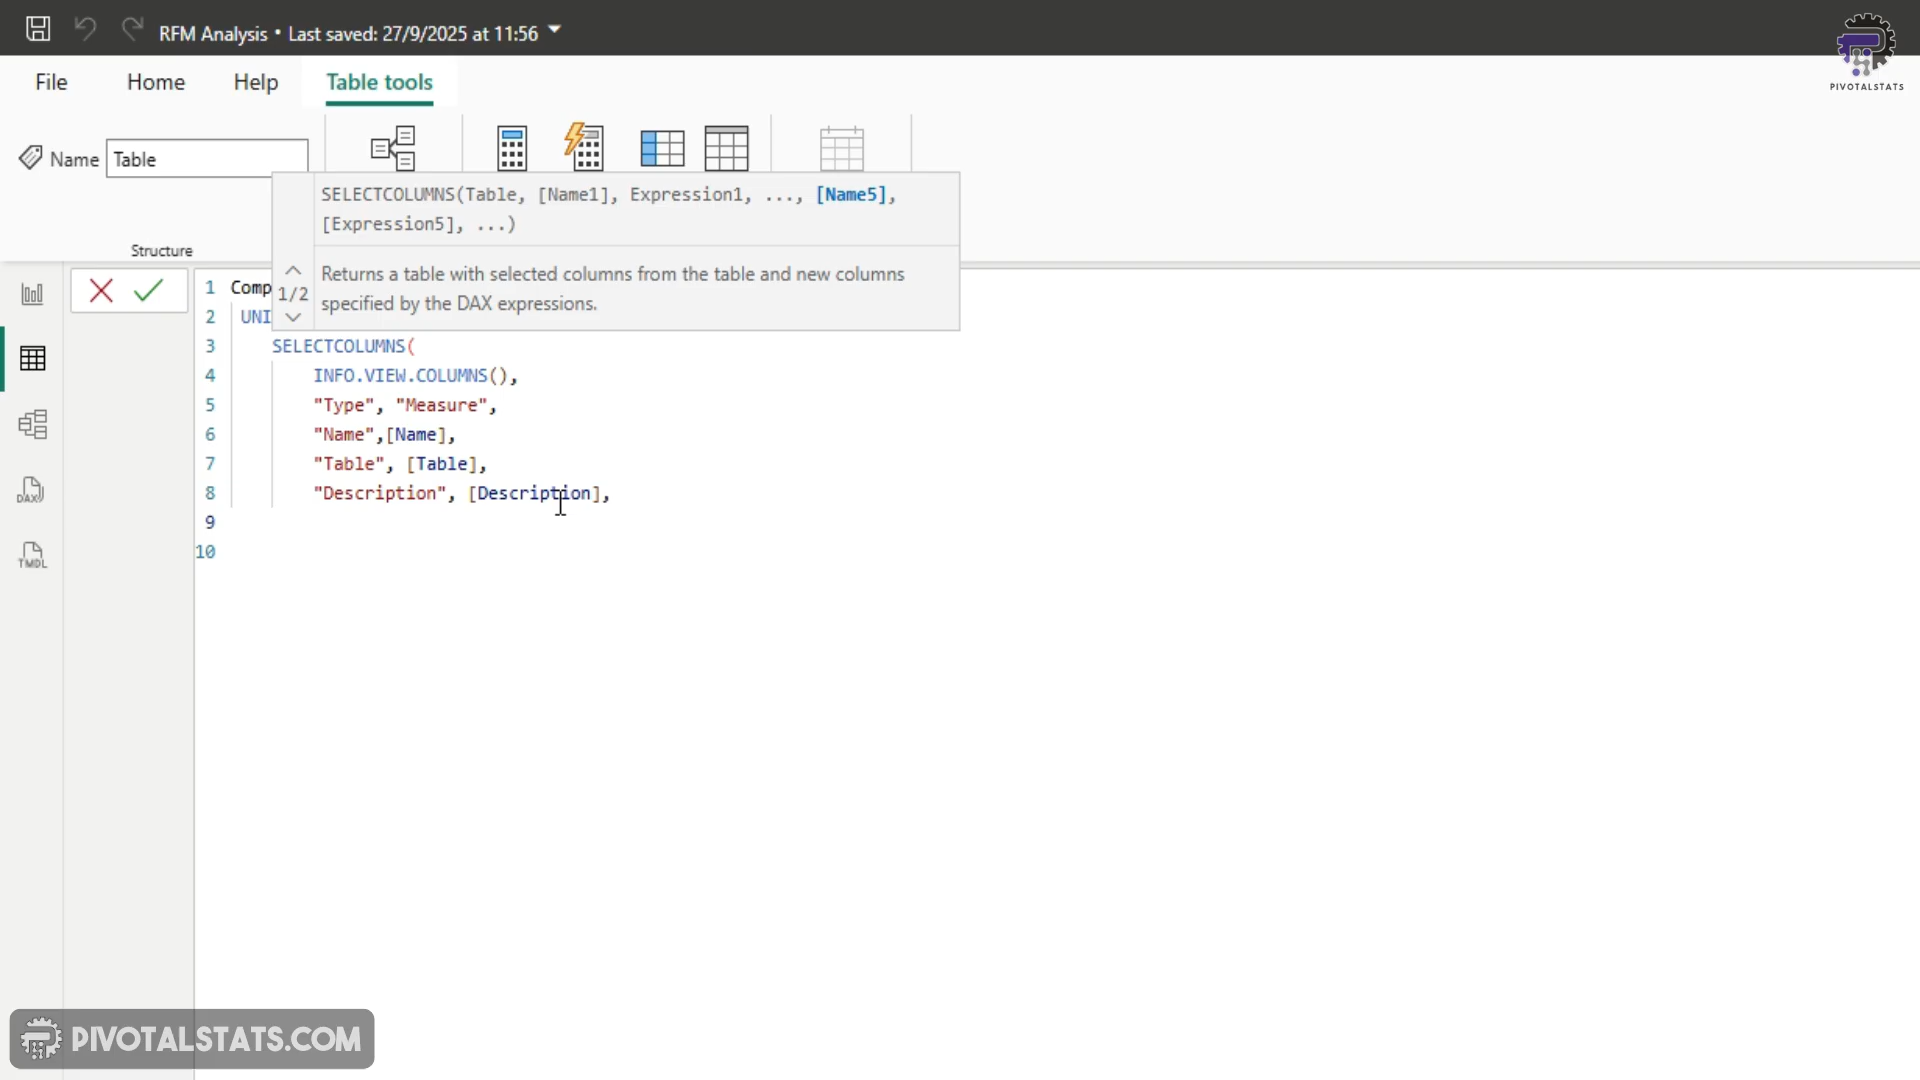 RFM Analysis • Last saved: 27/9/2025 at 11:56
PIVOTALSTATS
File Home Help Table tools
Name Table
Structure
SELECTCOLUMNS(Table, [Name1], Expression1, ..., [Name5],
[Expression5], ...)
1/2
Returns a table with selected columns from the table and new columns
specified by the DAX expressions.
1 Comp
2 UNI
3 SELECTCOLUMNS(
4 INFO.VIEW.COLUMNS(),
5 "Type", "Measure",
6 "Name",[Name],
7 "Table", [Table],
8 "Description", [Description],
9
10
DAX
TMDL
PIVOTALSTATS.COM